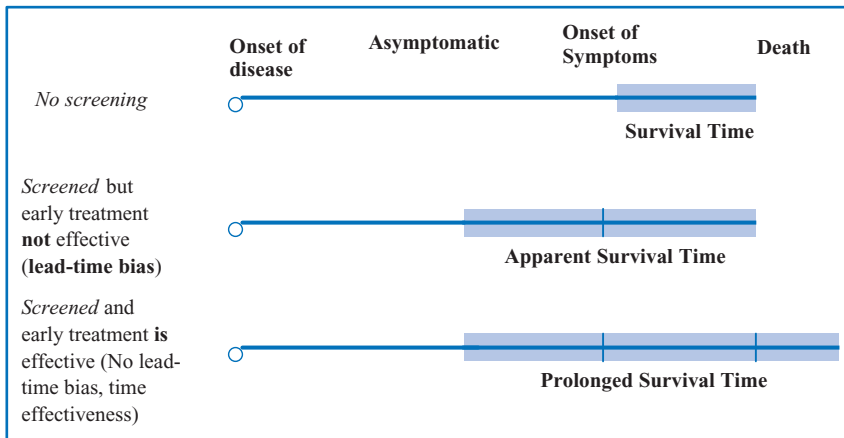 Onset of
disease
Asymptomatic
Onset of
Symptoms
Death
No screening
Survival Time
Screened but
early treatment
not effective
(lead-time bias)
Apparent Survival Time
Screened and
early treatment is
effective (No lead-
time bias, time
effectiveness)
Prolonged Survival Time